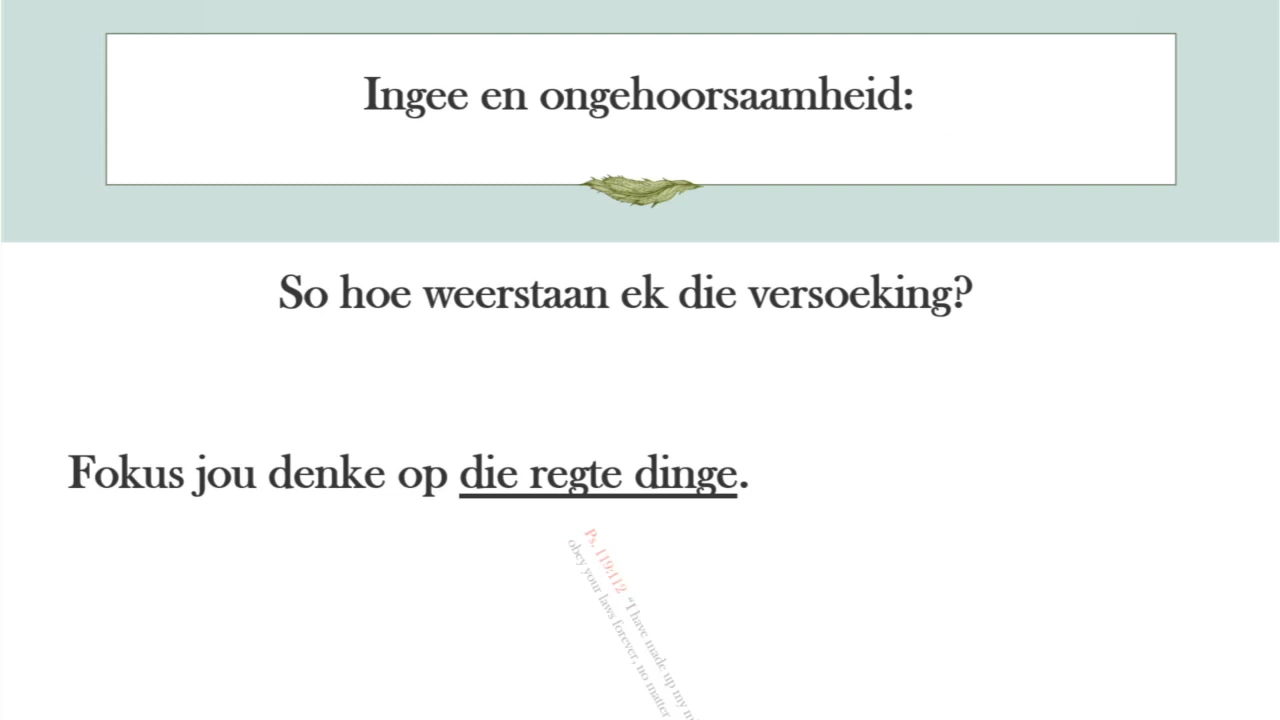 Ingee en ongehoorsaamheid:
So hoe weerstaan ek die versoeking?
Fokus jou denke op die regte dinge.
Ps. 119:112 “I have made up my
obey your laws forever, no matter